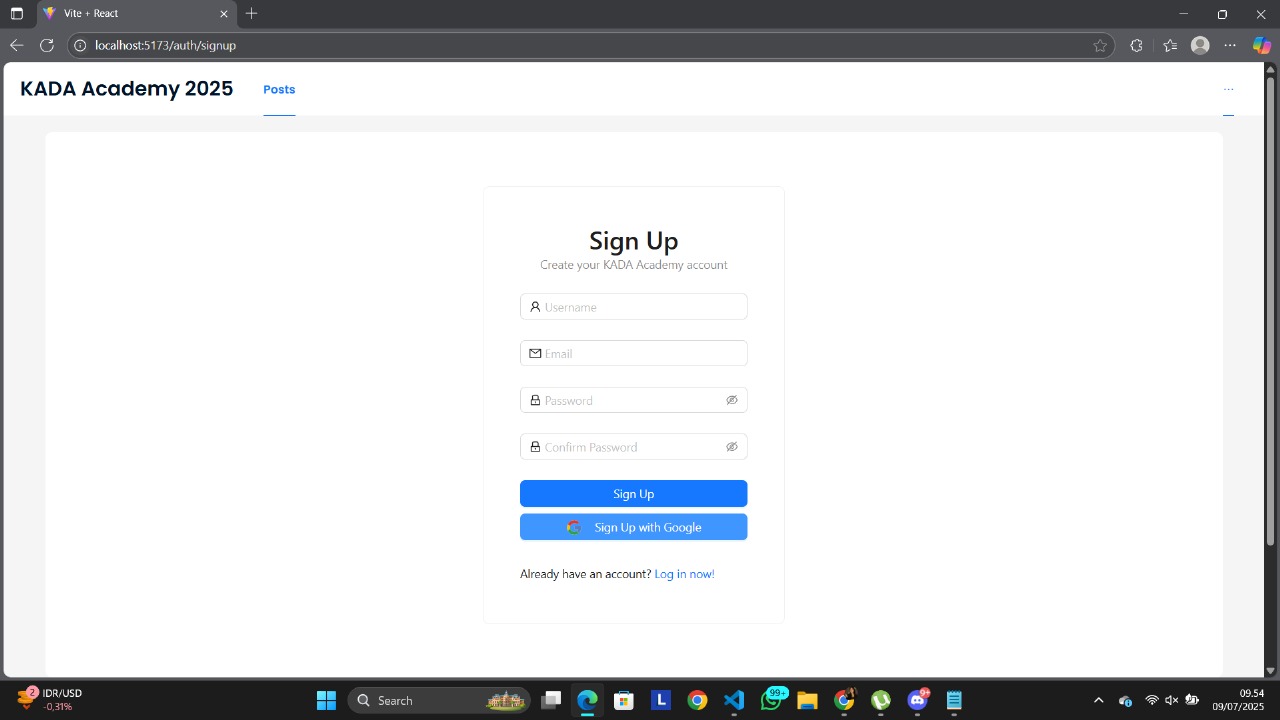 Vite + React
localhost:5173/auth/signup
KADA Academy 2025
Posts
...
Sign Up
Create your KADA Academy account
Username
Email
Password
Confirm Password
Sign Up
Sign Up with Google
Already have an account? Log in now!
2
IDR/USD
-0,31%
Search
L
99+
9+
09.54
09/07/2025